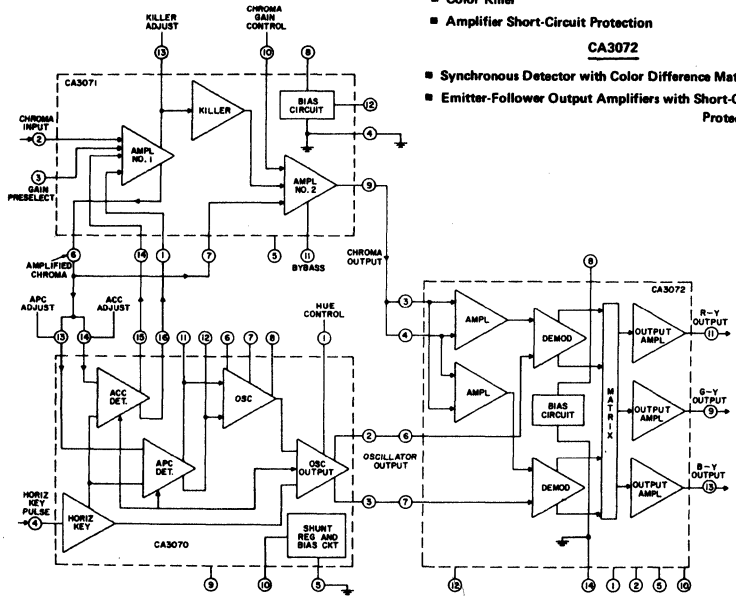 ■ Color Killer
■ Amplifier Short-Circuit Protection
CA3072
■ Synchronous Detector with Color Difference Mat
■ Emitter-Follower Output Amplifiers with Short-C
Protec
KILLER
ADJUST
CHROMA
GAIN
CONTROL
13
10
8
CA3071
KILLER
BIAS
CIRCUIT
12
4
CHROMA
INPUT
2
3
GAIN
PRESELECT
AMPL
NO. 1
AMPL
NO. 2
9
6
AMPLIFIED
CHROMA
14
1
7
5
11
BYBASS
CHROMA
OUTPUT
8
CA3072
APC
ADJUST
ACC
ADJUST
13
14
15
16
11
12
6
7
8
HUE
CONTROL
1
3
4
AMPL
AMPL
DEMOD
DEMOD
BIAS
CIRCUIT
MATRIX
OUTPUT
AMPL
R-Y
OUTPUT
11
OUTPUT
AMPL
G-Y
OUTPUT
9
OUTPUT
AMPL
B-Y
OUTPUT
13
ACC
DET.
APC
DET.
OSC
OSC
OUTPUT
2
6
OSCILLATOR
OUTPUT
3
7
HORIZ
KEY
PULSE
4
HORIZ
KEY
CA3070
SHUNT
REG AND
BIAS CKT
9
10
5
12
14
1
2
5
10